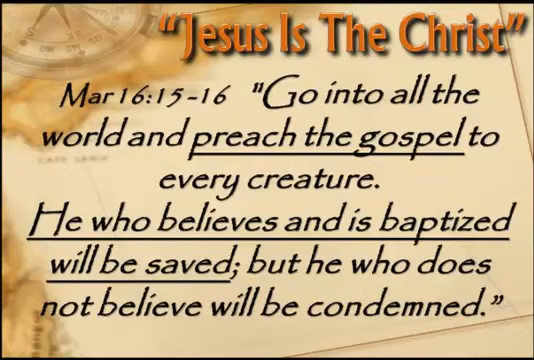 “Jesus Is The Christ”
Mar 16:15-16 "Go into all the
world and preach the gospel to
every creature.
He who believes and is baptized
will be saved; but he who does
not believe will be condemned.”